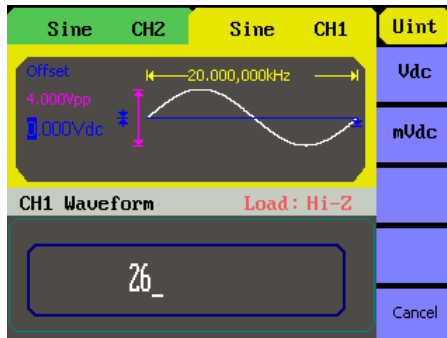 Sine CH2 Sine CH1 Uint
Offset 20.000,000kHz Vdc
4.000Vpp
0.000Vdc mVdc
CH1 Waveform Load: Hi-Z
26_
Cancel